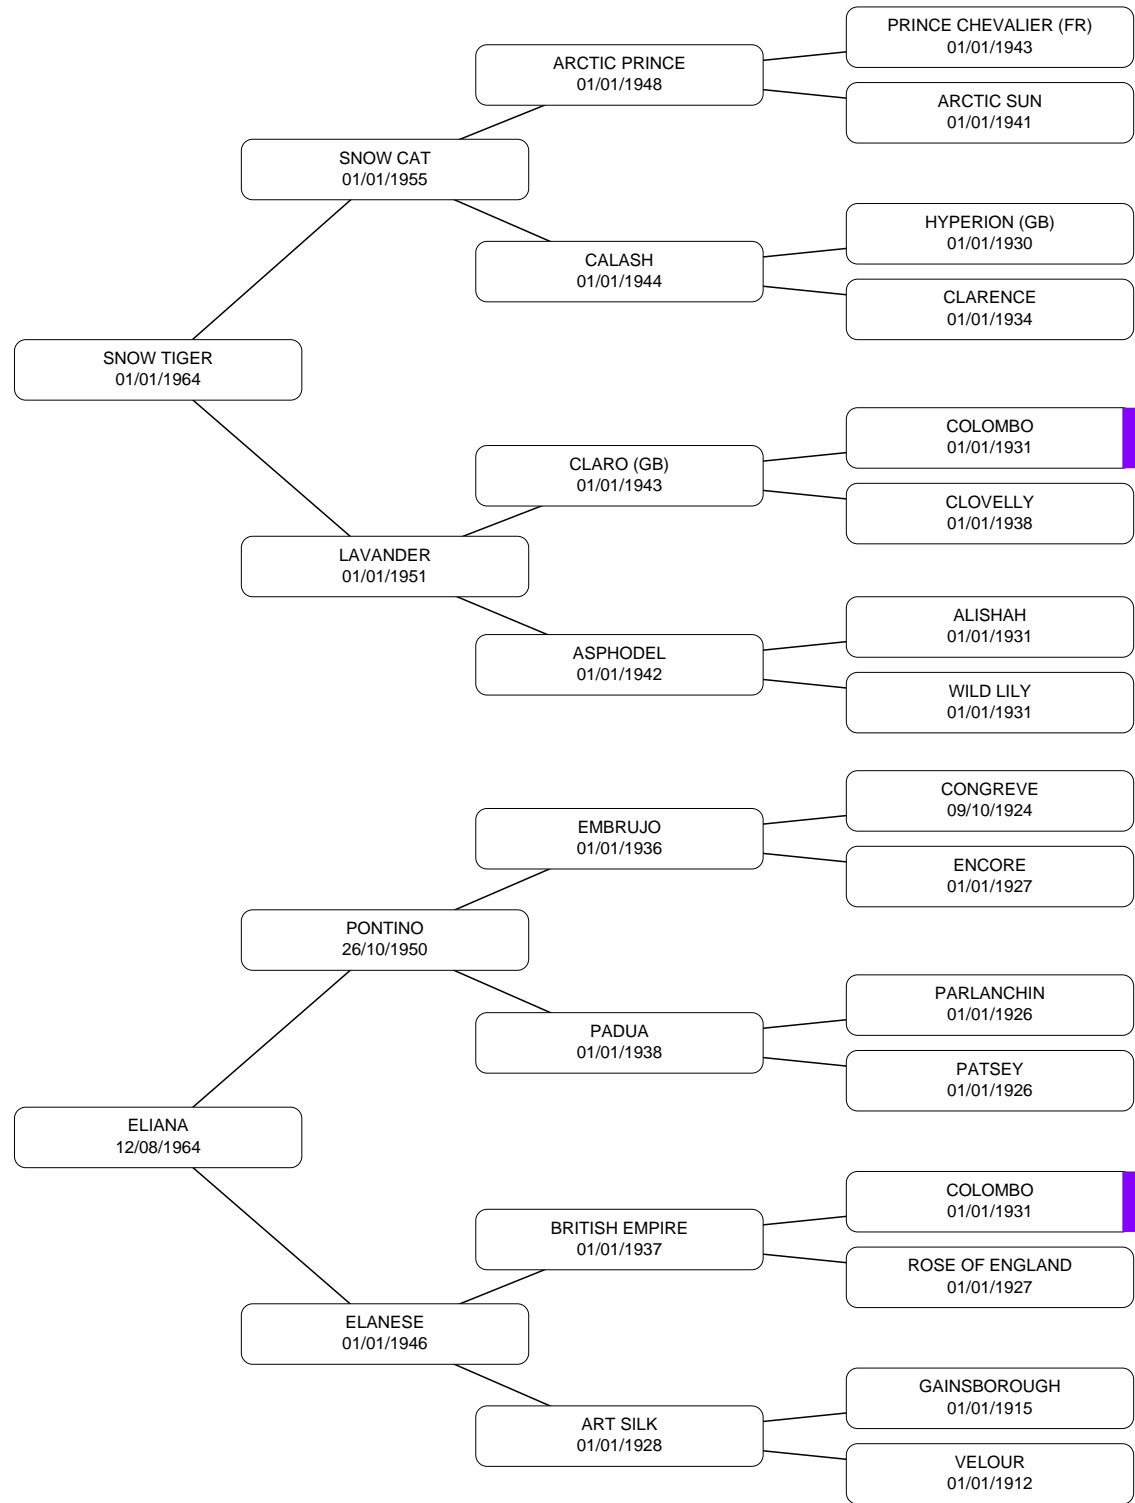 PRINCE CHEVALIER (FR)
01/01/1943
ARCTIC PRINCE
01/01/1948
ARCTIC SUN
01/01/1941
SNOW CAT
01/01/1955
HYPERION (GB)
01/01/1930
CALASH
01/01/1944
CLARENCE
01/01/1934
SNOW TIGER
01/01/1964
COLOMBO
01/01/1931
CLARO (GB)
01/01/1943
CLOVELLY
01/01/1938
LAVANDER
01/01/1951
ALISHAH
01/01/1931
ASPHODEL
01/01/1942
WILD LILY
01/01/1931
CONGREVE
09/10/1924
EMBRUJO
01/01/1936
ENCORE
01/01/1927
PONTINO
26/10/1950
PARLANCHIN
01/01/1926
PADUA
01/01/1938
PATSEY
01/01/1926
ELIANA
12/08/1964
COLOMBO
01/01/1931
BRITISH EMPIRE
01/01/1937
ROSE OF ENGLAND
01/01/1927
ELANESE
01/01/1946
GAINSBOROUGH
01/01/1915
ART SILK
01/01/1928
VELOUR
01/01/1912